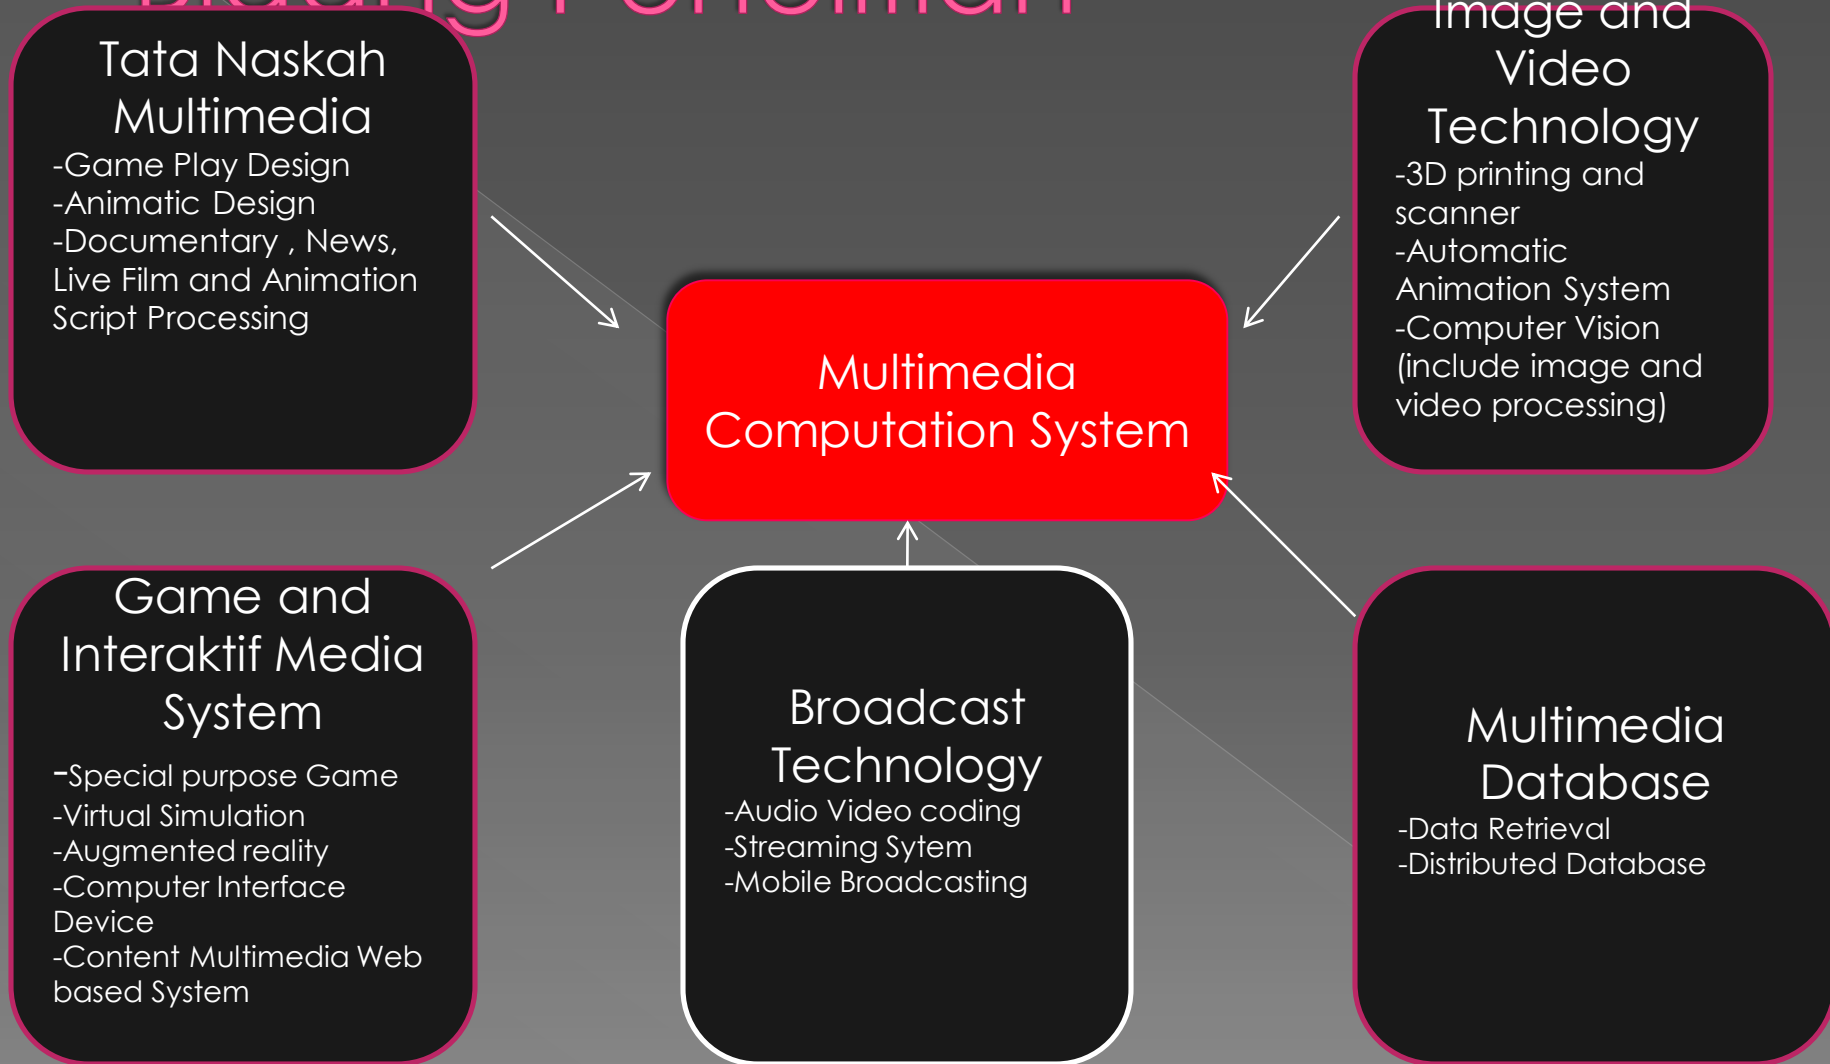 Bidang Penelitian
Tata Naskah
Multimedia
-Game Play Design
-Animatic Design
-Documentary , News,
Live Film and Animation
Script Processing
Image and
Video
Technology
-3D printing and
scanner
-Automatic
Animation System
-Computer Vision
(include image and
video processing)
Multimedia
Computation System
Game and
Interaktif Media
System
-Special purpose Game
-Virtual Simulation
-Augmented reality
-Computer Interface
Device
-Content Multimedia Web
based System
Broadcast
Technology
-Audio Video coding
-Streaming Sytem
-Mobile Broadcasting
Multimedia
Database
-Data Retrieval
-Distributed Database